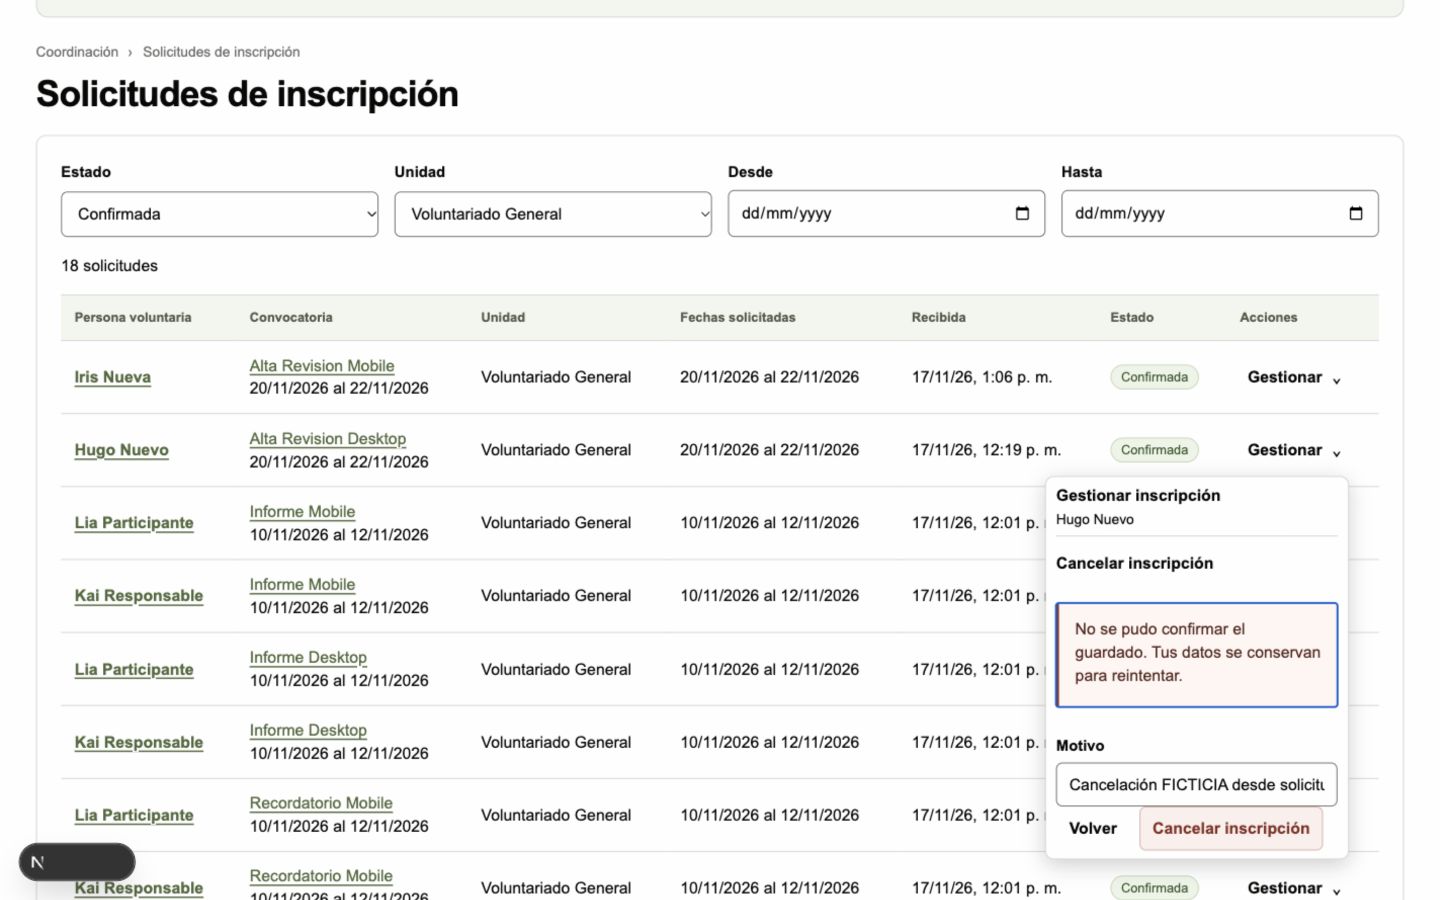 Coordinación › Solicitudes de inscripción
Solicitudes de inscripción
Estado Unidad Desde Hasta
Confirmada Voluntariado General dd/mm/yyyy dd/mm/yyyy
18 solicitudes
Persona voluntaria Convocatoria Unidad Fechas solicitadas Recibida Estado Acciones
Iris Nueva Alta Revision Mobile Voluntariado General 20/11/2026 al 22/11/2026 17/11/26, 1:06 p. m. Confirmada Gestionar
20/11/2026 al 22/11/2026
Hugo Nuevo Alta Revision Desktop Voluntariado General 20/11/2026 al 22/11/2026 17/11/26, 12:19 p. m. Confirmada Gestionar
20/11/2026 al 22/11/2026
Lia Participante Informe Mobile Voluntariado General 10/11/2026 al 12/11/2026 17/11/26, 12:01 p.
10/11/2026 al 12/11/2026
Kai Responsable Informe Mobile Voluntariado General 10/11/2026 al 12/11/2026 17/11/26, 12:01 p.
10/11/2026 al 12/11/2026
Lia Participante Informe Desktop Voluntariado General 10/11/2026 al 12/11/2026 17/11/26, 12:01 p.
10/11/2026 al 12/11/2026
Kai Responsable Informe Desktop Voluntariado General 10/11/2026 al 12/11/2026 17/11/26, 12:01 p.
10/11/2026 al 12/11/2026
Lia Participante Recordatorio Mobile Voluntariado General 10/11/2026 al 12/11/2026 17/11/26, 12:01 p.
10/11/2026 al 12/11/2026
Kai Responsable Recordatorio Mobile Voluntariado General 10/11/2026 al 12/11/2026 17/11/26, 12:01 p. m. Confirmada Gestionar
10/11/2026 al 12/11/2026
Gestionar inscripción
Hugo Nuevo
Cancelar inscripción
No se pudo confirmar el
guardado. Tus datos se conservan
para reintentar.
Motivo
Cancelación FICTICIA desde solicitu
Volver Cancelar inscripción
N